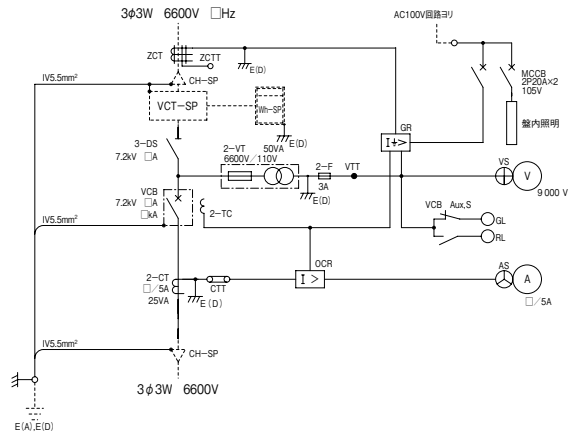 3φ3W 6600V □Hz
AC100V回路ヨリ
ZCT
ZCTT
E(D)
CH-SP
IV5.5mm²
MCCB
2P20A×2
105V
VCT-SP
Wh-SP
E(D)
盤内照明
GR
I⏚>
3-DS
7.2kV □A
2-VT 50VA
6600V/110V
2-F
3A
VTT
VS
V
9000 V
E(D)
VCB
7.2kV □A
□kA
2-TC
VCB Aux,S
GL
RL
IV5.5mm²
OCR
I >
2-CT
□/5A
25VA
CTT
E(D)
AS
A
□/5A
IV5.5mm²
CH-SP
3φ3W 6600V
E(A),E(D)